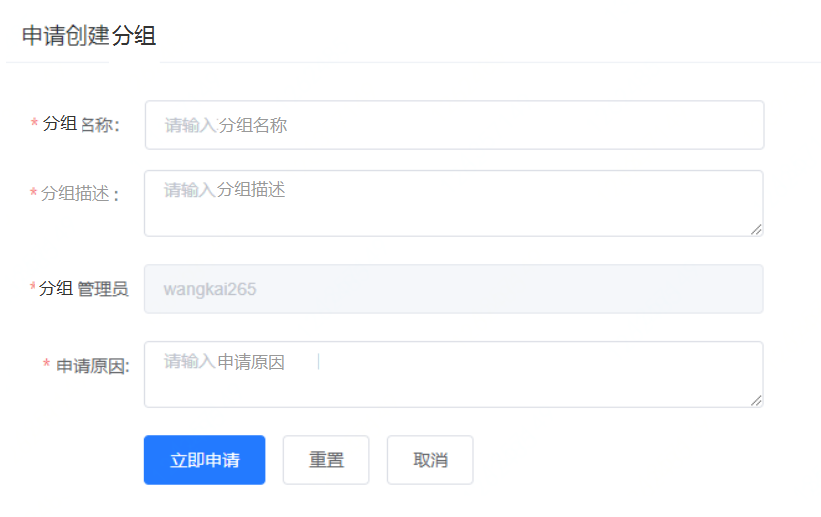 申请创建分组
* 分组名称：
请输入分组名称
* 分组描述：
请输入分组描述
* 分组管理员
wangkai265
* 申请原因:
请输入申请原因
立即申请 重置 取消